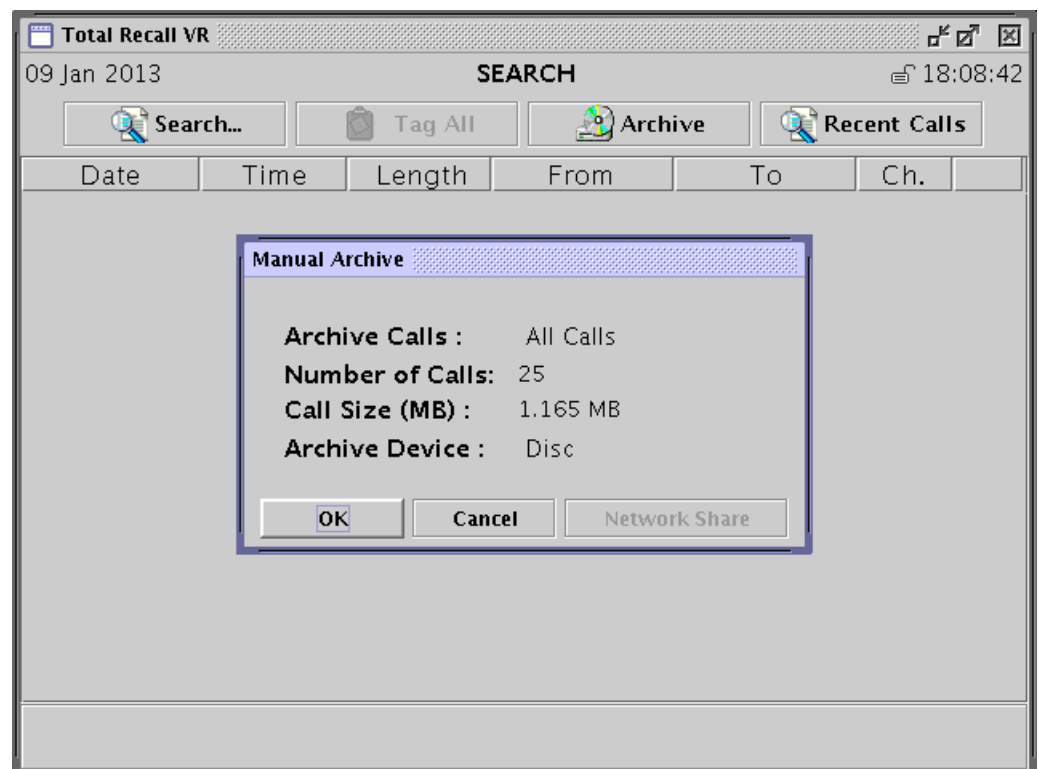 Total Recall VR
09 Jan 2013 SEARCH 18:08:42
Search... Tag All Archive Recent Calls
Date Time Length From To Ch.
Manual Archive
Archive Calls : All Calls
Number of Calls: 25
Call Size (MB) : 1.165 MB
Archive Device : Disc
OK Cancel Network Share